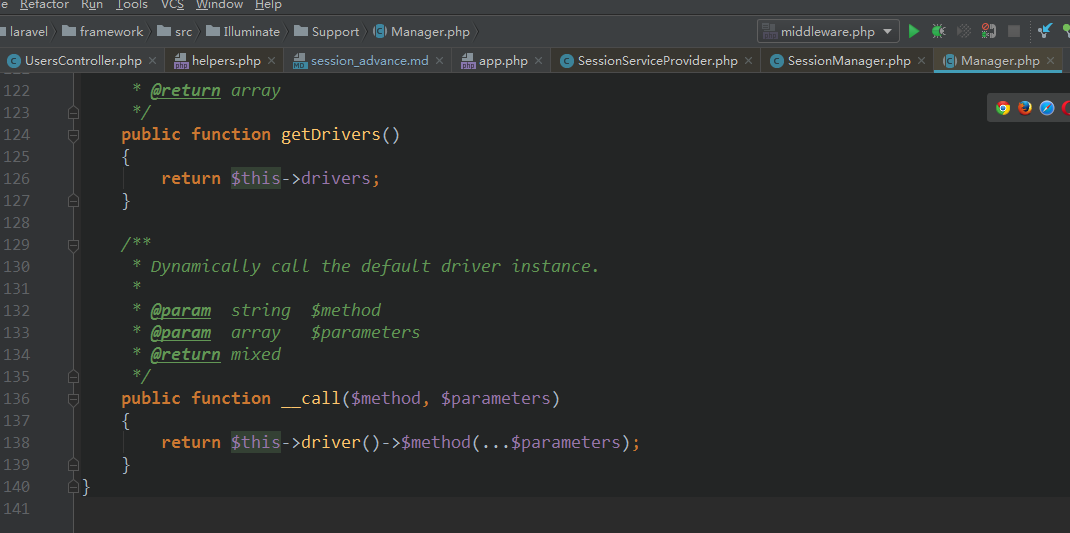 Refactor Run Tools VCS Window Help
laravel framework src Illuminate Support Manager.php middleware.php
UsersController.php helpers.php session_advance.md app.php SessionServiceProvider.php SessionManager.php Manager.php
122 * @return array
123 */
124 public function getDrivers()
125 {
126 return $this->drivers;
127 }
128
129 /**
130 * Dynamically call the default driver instance.
131 *
132 * @param string $method
133 * @param array $parameters
134 * @return mixed
135 */
136 public function __call($method, $parameters)
137 {
138 return $this->driver()->$method(...$parameters);
139 }
140 }
141